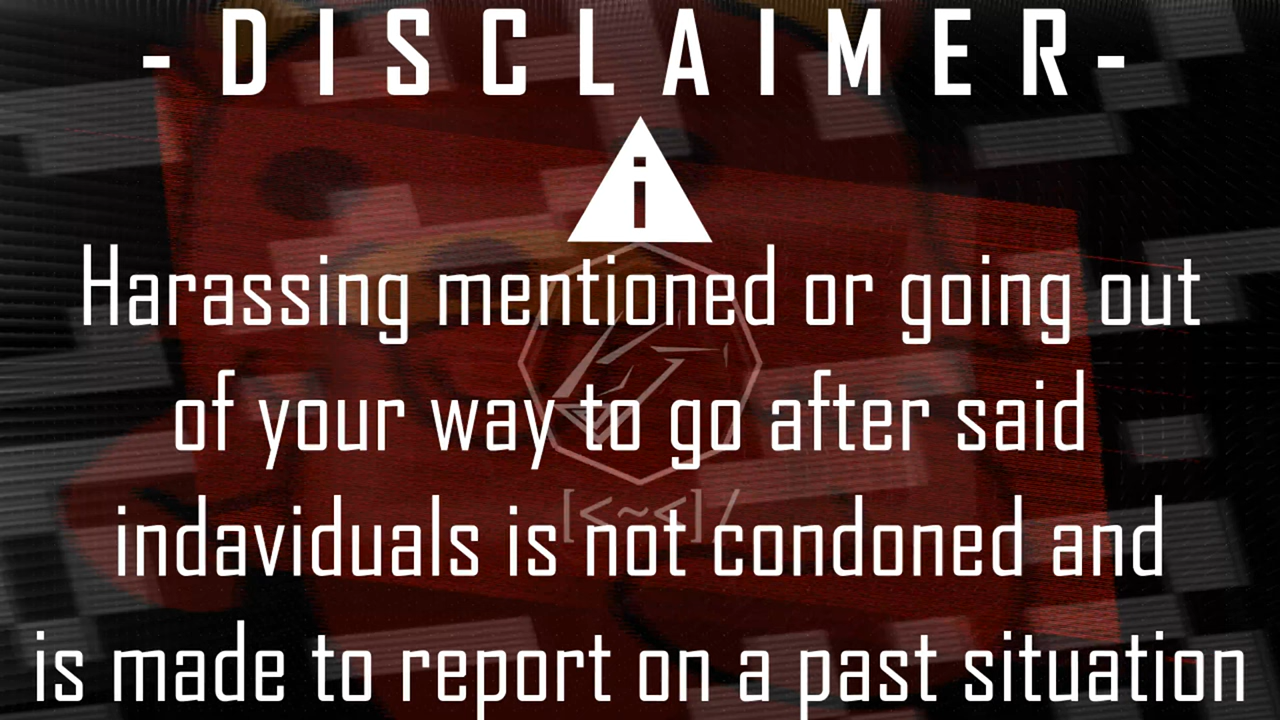 - D I S C L A I M E R -
i
Harassing mentioned or going out
of your way to go after said
indaviduals is not condoned and
is made to report on a past situation
[<~<]/